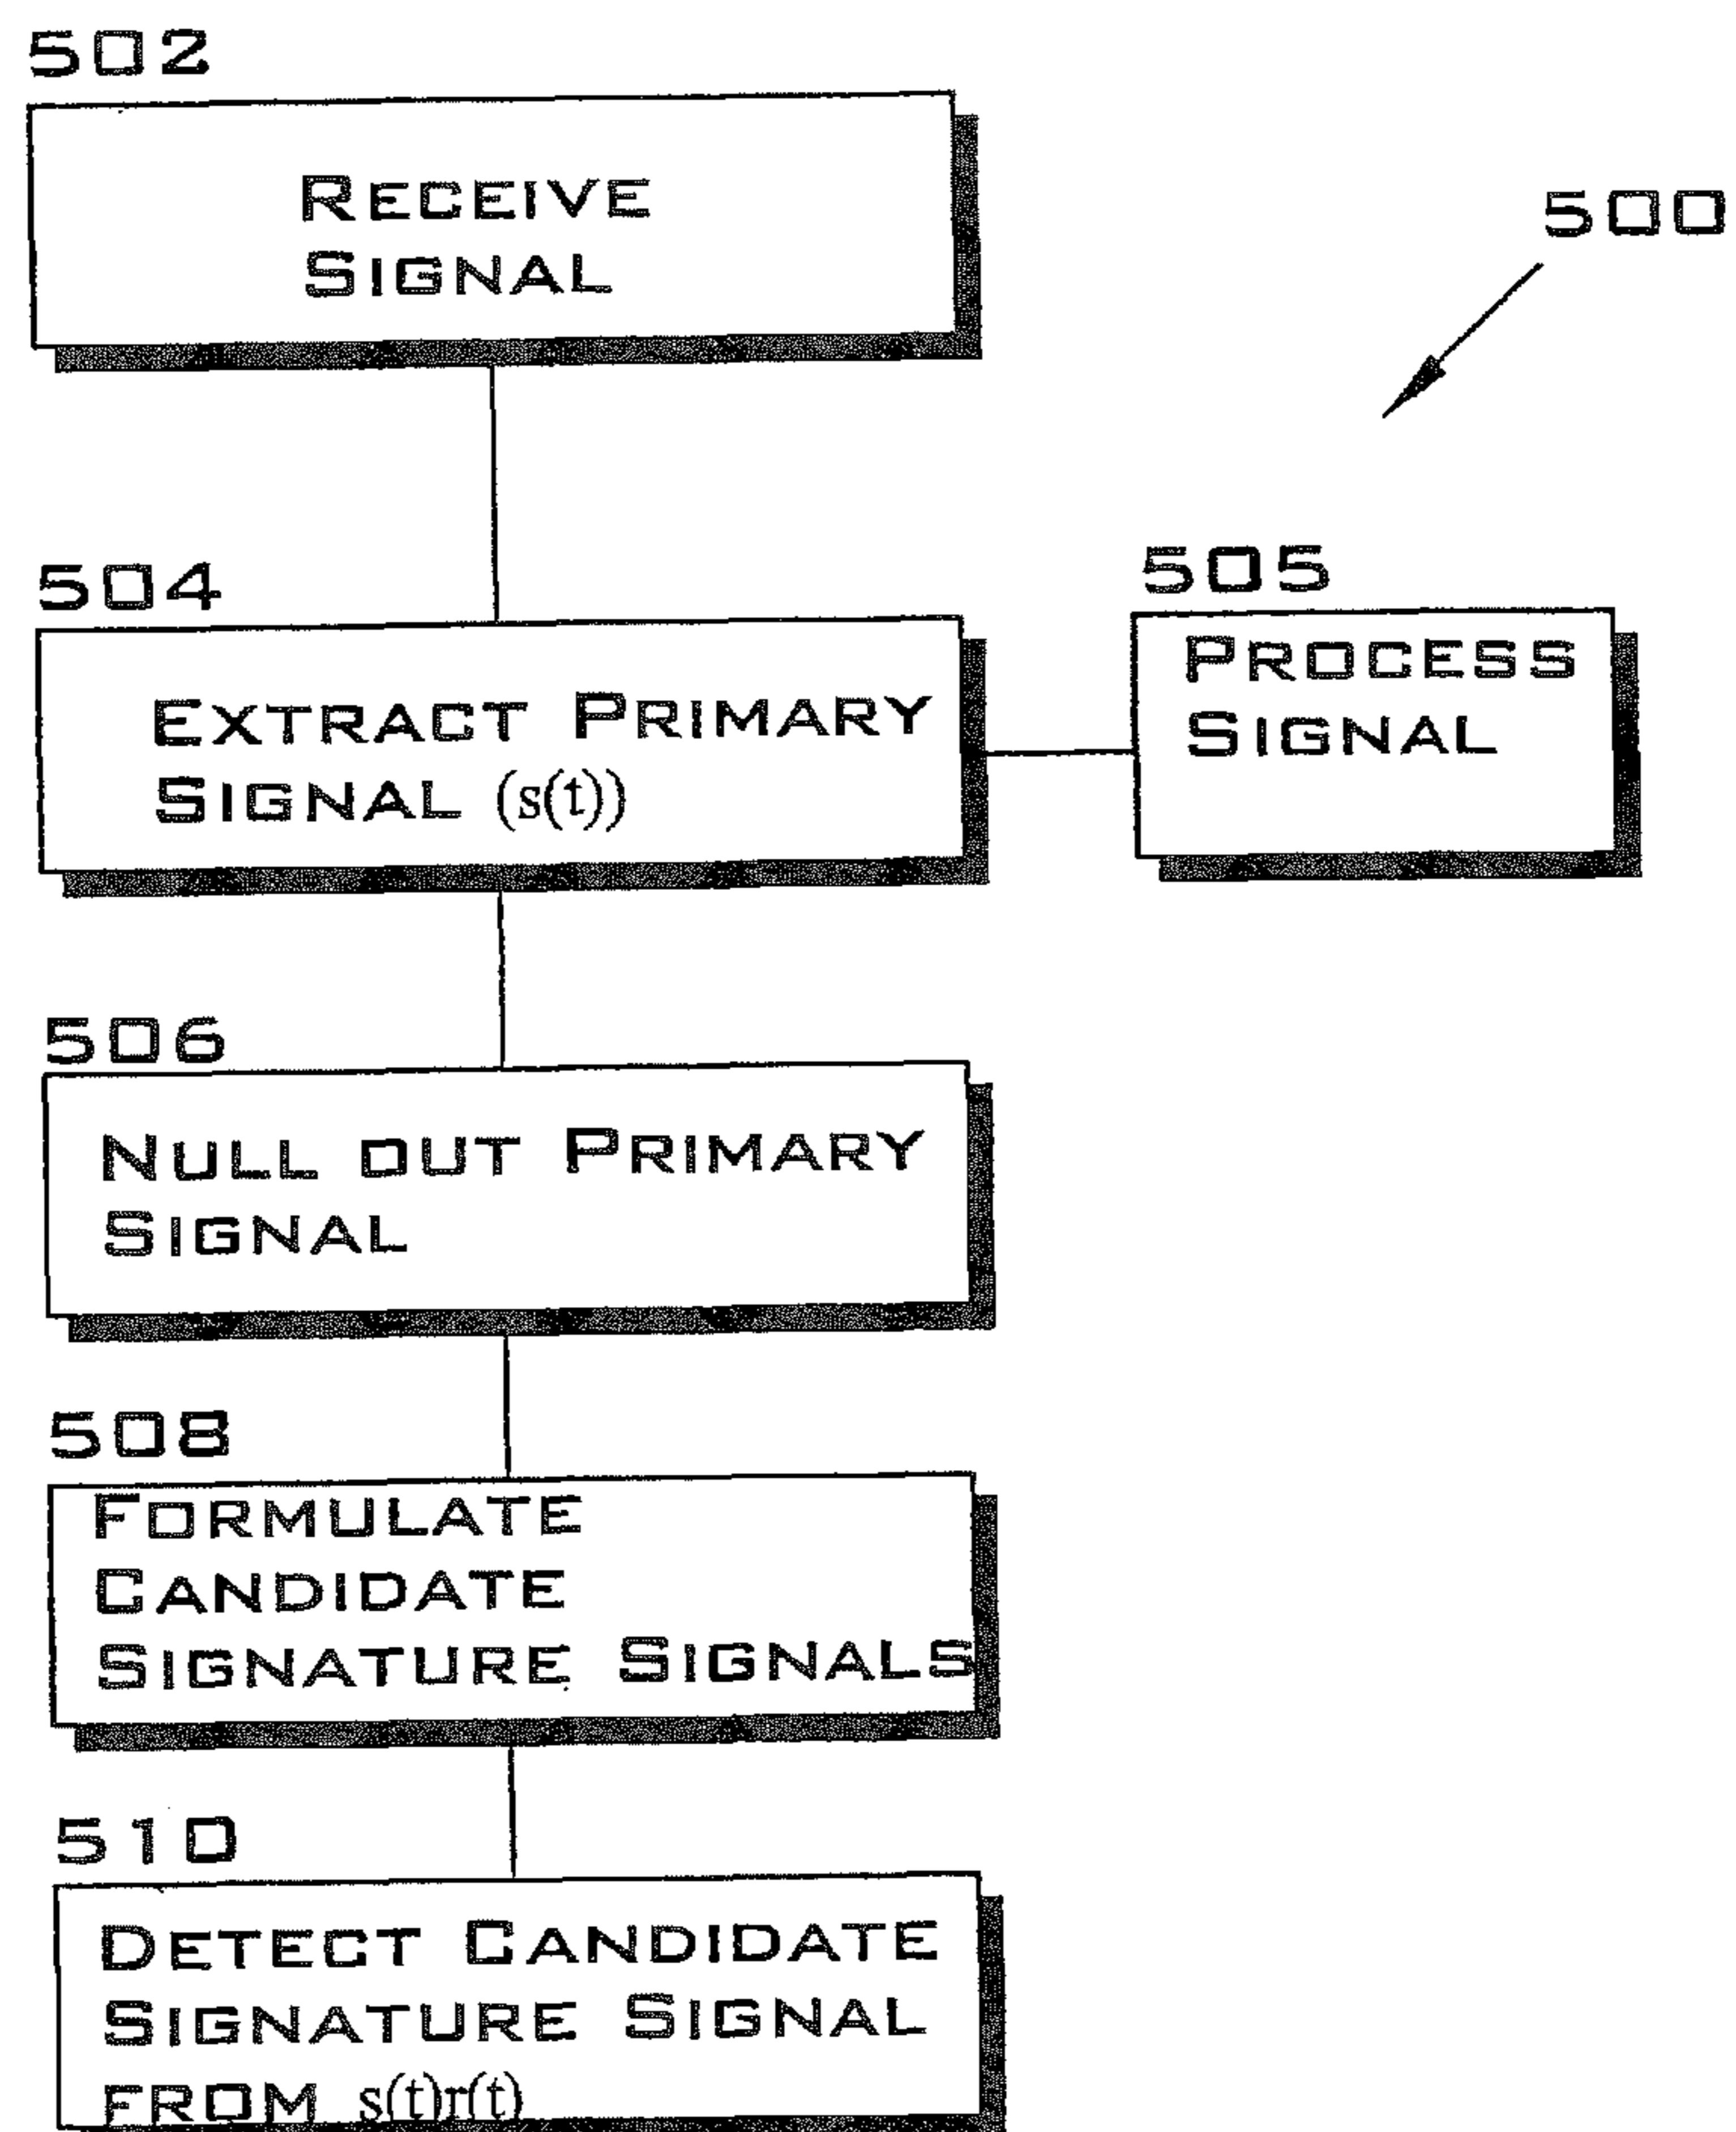 502
RECEIVE
SIGNAL
500
504
EXTRACT PRIMARY
SIGNAL (s(t))
505
PROCESS
SIGNAL
506
NULL OUT PRIMARY
SIGNAL
508
FORMULATE
CANDIDATE
SIGNATURE SIGNALS
510
DETECT CANDIDATE
SIGNATURE SIGNAL
FROM s(t)r(t)